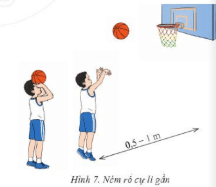 0,5 – 1 m
Hình 7. Ném rổ cự li gần